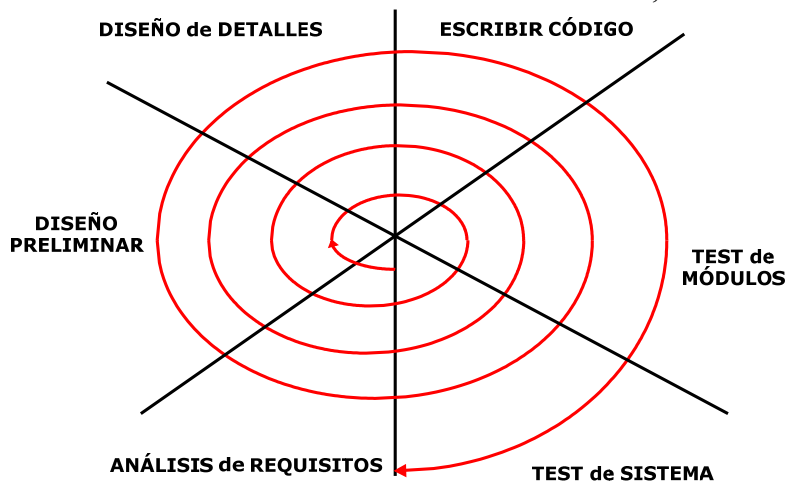 DISEÑO de DETALLES
ESCRIBIR CÓDIGO
DISEÑO
PRELIMINAR
TEST de
MÓDULOS
ANÁLISIS de REQUISITOS
TEST de SISTEMA